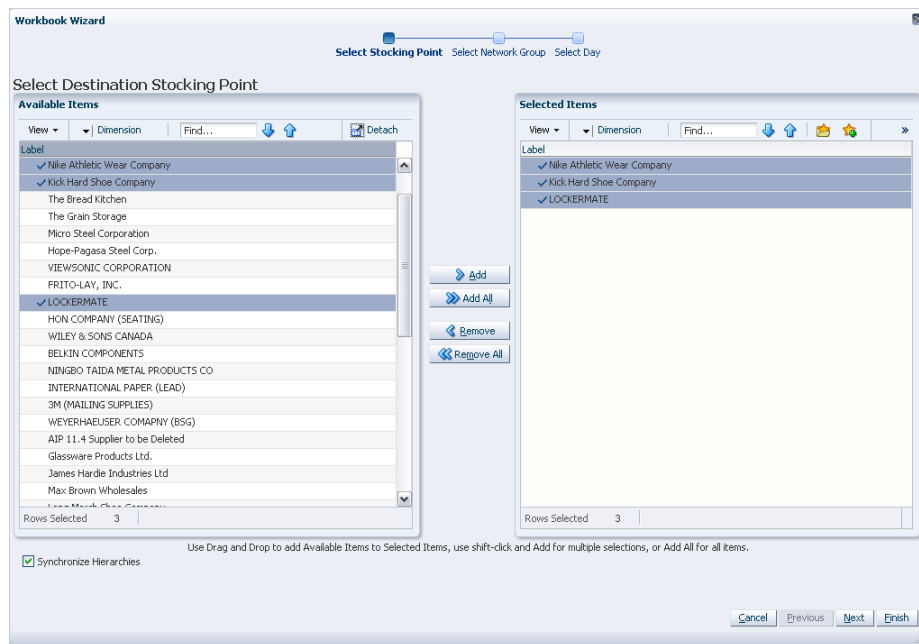 Workbook Wizard
Select Stocking Point Select Network Group Select Day
Select Destination Stocking Point
Available Items
View Dimension Find... Detach
Label
Nike Athletic Wear Company
Kick Hard Shoe Company
The Bread Kitchen
The Grain Storage
Micro Steel Corporation
Hope-Pagasa Steel Corp.
VIEWSONIC CORPORATION
FRITO-LAY, INC.
LOCKERMATE
HON COMPANY (SEATING)
WILEY & SONS CANADA
BELKIN COMPONENTS
NINGBO TAIDA METAL PRODUCTS CO
INTERNATIONAL PAPER (LEAD)
3M (MAILING SUPPLIES)
WEYERHAEUSER COMAPNY (BSG)
AIP 11.4 Supplier to be Deleted
Glassware Products Ltd.
James Hardie Industries Ltd
Max Brown Wholesales
Long March Shoe Company
Rows Selected 3
Add
Add All
Remove
Remove All
Selected Items
View Dimension Find... »
Label
Nike Athletic Wear Company
Kick Hard Shoe Company
LOCKERMATE
Rows Selected 3
Use Drag and Drop to add Available Items to Selected Items, use shift-click and Add for multiple selections, or Add All for all items.
Synchronize Hierarchies
Cancel Previous Next Finish